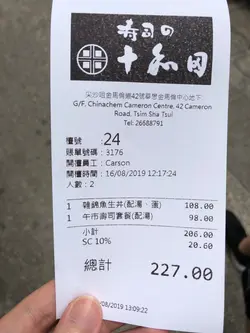 寿司の
十和田
尖沙咀金馬倫道42號華懋金馬倫中心地下
G/F, Chinachem Cameron Centre, 42 Cameron
Road, Tsim Sha Tsui
Tel:26688791
檯號 :24
賬單號碼:3176
開檯員工:Carson
開檯時間:16/08/2019 12:17:24
人數:2
1 雜錦魚生丼(配湯、蛋) 108.00
1 午市壽司套餐(配湯) 98.00
小計 206.00
SC 10% 20.60
總計 227.00
/08/2019 13:09:22